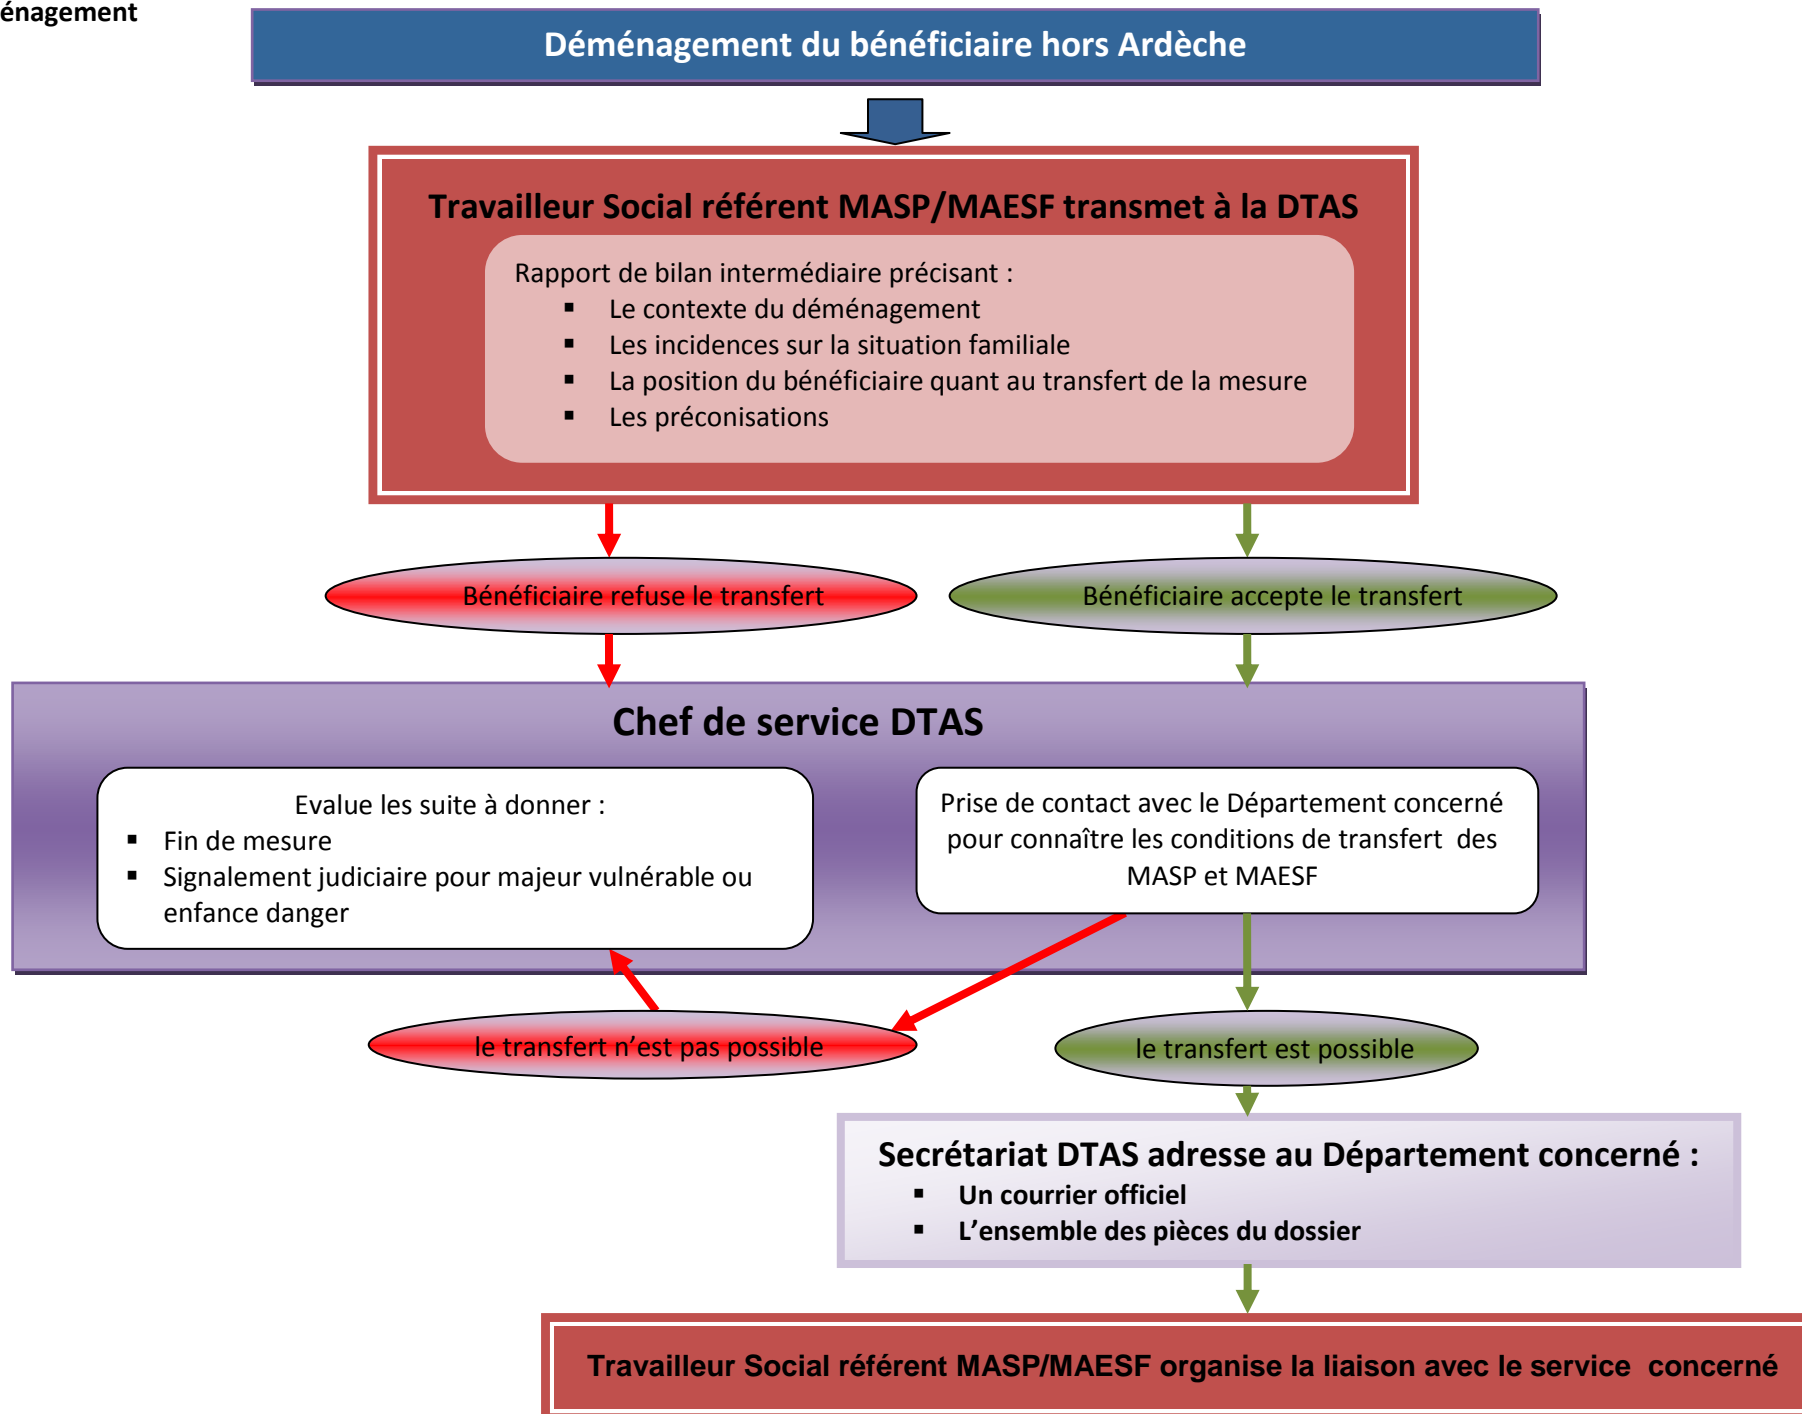 énagement
Déménagement du bénéficiaire hors Ardèche
Travailleur Social référent MASP/MAESF transmet à la DTAS
Rapport de bilan intermédiaire précisant :
▪ Le contexte du déménagement
▪ Les incidences sur la situation familiale
▪ La position du bénéficiaire quant au transfert de la mesure
▪ Les préconisations
Bénéficiaire refuse le transfert
Bénéficiaire accepte le transfert
Chef de service DTAS
Evalue les suite à donner :
▪ Fin de mesure
▪ Signalement judiciaire pour majeur vulnérable ou
enfance danger
Prise de contact avec le Département concerné
pour connaître les conditions de transfert  des
MASP et MAESF
le transfert n’est pas possible
le transfert est possible
Secrétariat DTAS adresse au Département concerné :
▪ Un courrier officiel
▪ L’ensemble des pièces du dossier
Travailleur Social référent MASP/MAESF organise la liaison avec le service  concerné